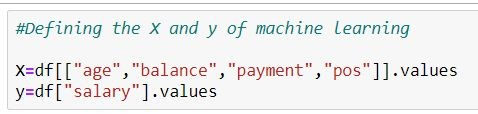 #Defining the X and y of machine learning
X=df[["age","balance","payment","pos"]].values
y=df["salary"].values